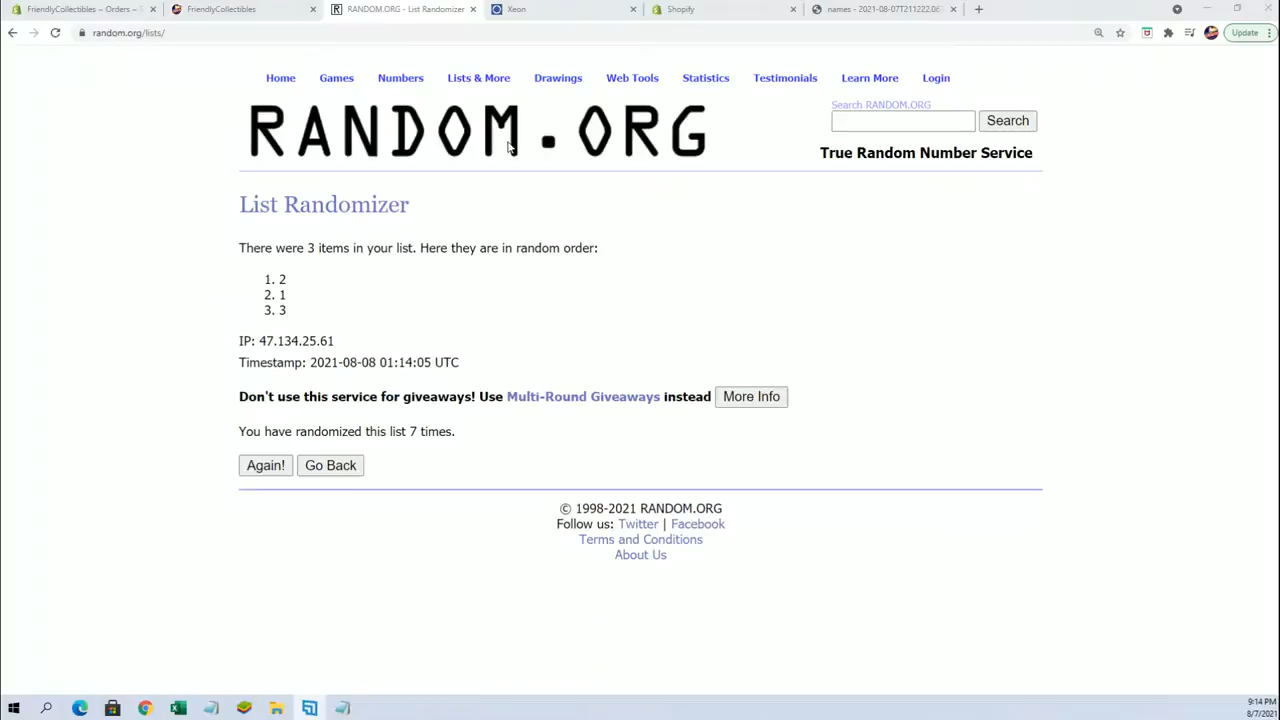 FriendlyCollectibles – Orders –
FriendlyCollectibles
RANDOM.ORG - List Randomizer
Xeon
Shopify
names - 2021-08-07T211222.06
random.org/lists/
Update
Home Games Numbers Lists & More Drawings Web Tools Statistics Testimonials Learn More Login
RANDOM.ORG
Search RANDOM.ORG
Search
True Random Number Service
List Randomizer
There were 3 items in your list. Here they are in random order:
1. 2
2. 1
3. 3
IP: 47.134.25.61
Timestamp: 2021-08-08 01:14:05 UTC
Don't use this service for giveaways! Use Multi-Round Giveaways instead More Info
You have randomized this list 7 times.
Again! Go Back
© 1998-2021 RANDOM.ORG
Follow us: Twitter | Facebook
Terms and Conditions
About Us
9:14 PM
8/7/2021